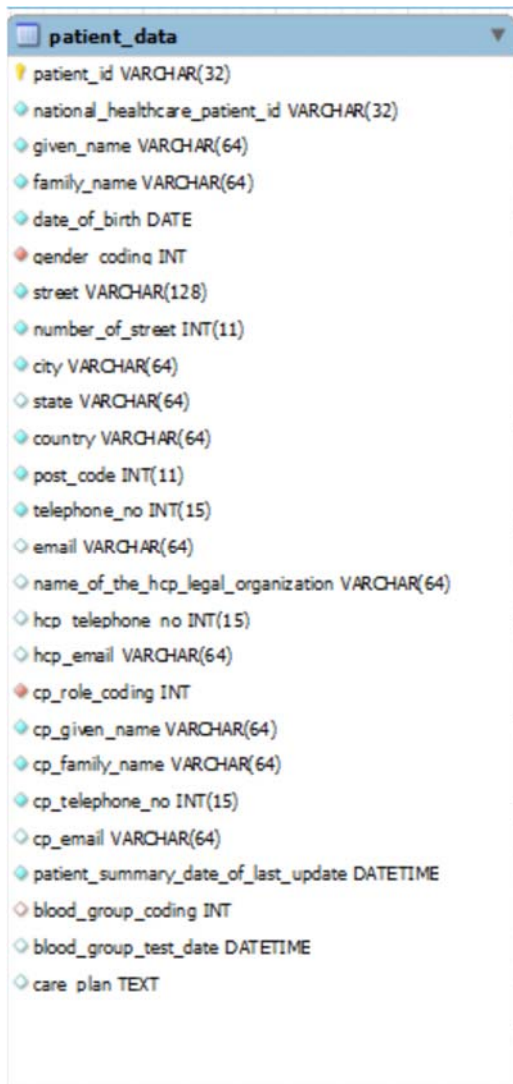 patient_data
patient_id VARCHAR(32)
national_healthcare_patient_id VARCHAR(32)
given_name VARCHAR(64)
family_name VARCHAR(64)
date_of_birth DATE
gender_coding INT
street VARCHAR(128)
number_of_street INT(11)
city VARCHAR(64)
state VARCHAR(64)
country VARCHAR(64)
post_code INT(11)
telephone_no INT(15)
email VARCHAR(64)
name_of_the_hcp_legal_organization VARCHAR(64)
hcp_telephone_no INT(15)
hcp_email VARCHAR(64)
cp_role_coding INT
cp_given_name VARCHAR(64)
cp_family_name VARCHAR(64)
cp_telephone_no INT(15)
cp_email VARCHAR(64)
patient_summary_date_of_last_update DATETIME
blood_group_coding INT
blood_group_test_date DATETIME
care_plan TEXT